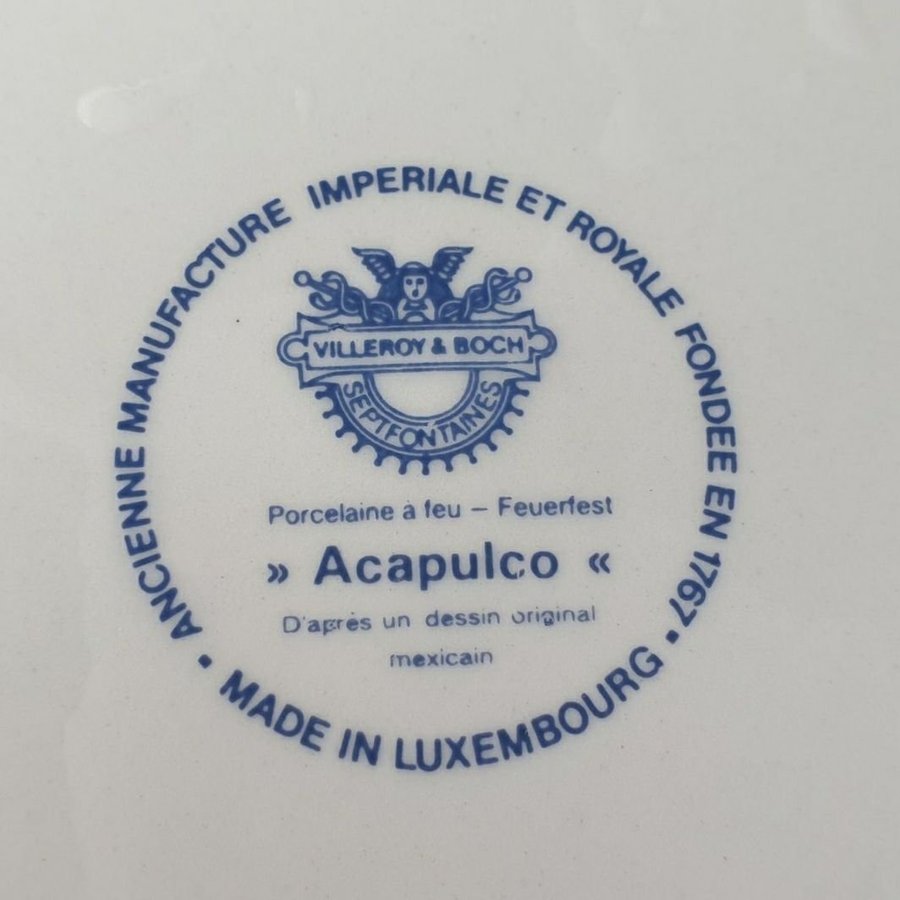 ANCIENNE MANUFACTURE IMPERIALE ET ROYALE FONDEE EN 1767
VILLEROY & BOCH
SEPTFONTAINES
Porcelaine à feu – Feuerfest
» Acapulco «
D'après un dessin original
mexicain
• MADE IN LUXEMBOURG •